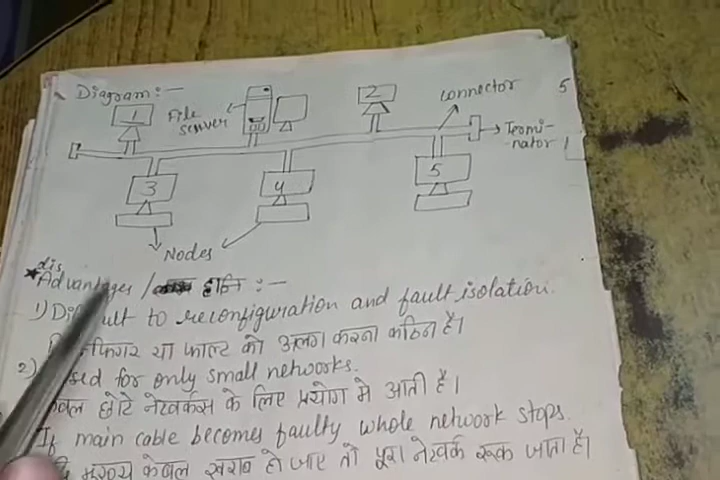 Diagram:-
5
1
File server
2
connector
Termi-
-nator
3
4
5
Nodes
dis
*Advantages / हानि :-
1) Difficult to reconfiguration and fault isolation.
या फाल्ट को अलग करना कठिन है।
2) used for only small networks.
केवल छोटे नेटवर्कस के लिए प्रयोग मे आती है।
If main cable becomes faulty whole network stops.
मुख्य केबल खराब हो जाए तो पूरा नेटवर्क रूक जाता है।